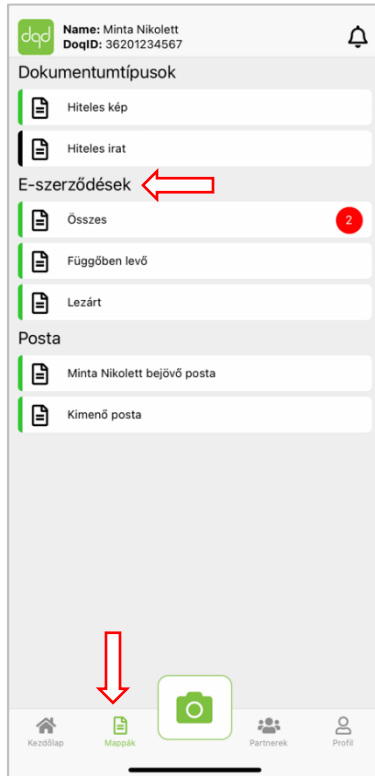 dqd
Name: Minta Nikolett
DoqID: 36201234567
Dokumentumtípusok
Hiteles kép
Hiteles irat
E-szerződések
Összes
2
Függőben levő
Lezárt
Posta
Minta Nikolett bejövő posta
Kimenő posta
Kezdőlap
Mappák
Partnerek
Profil